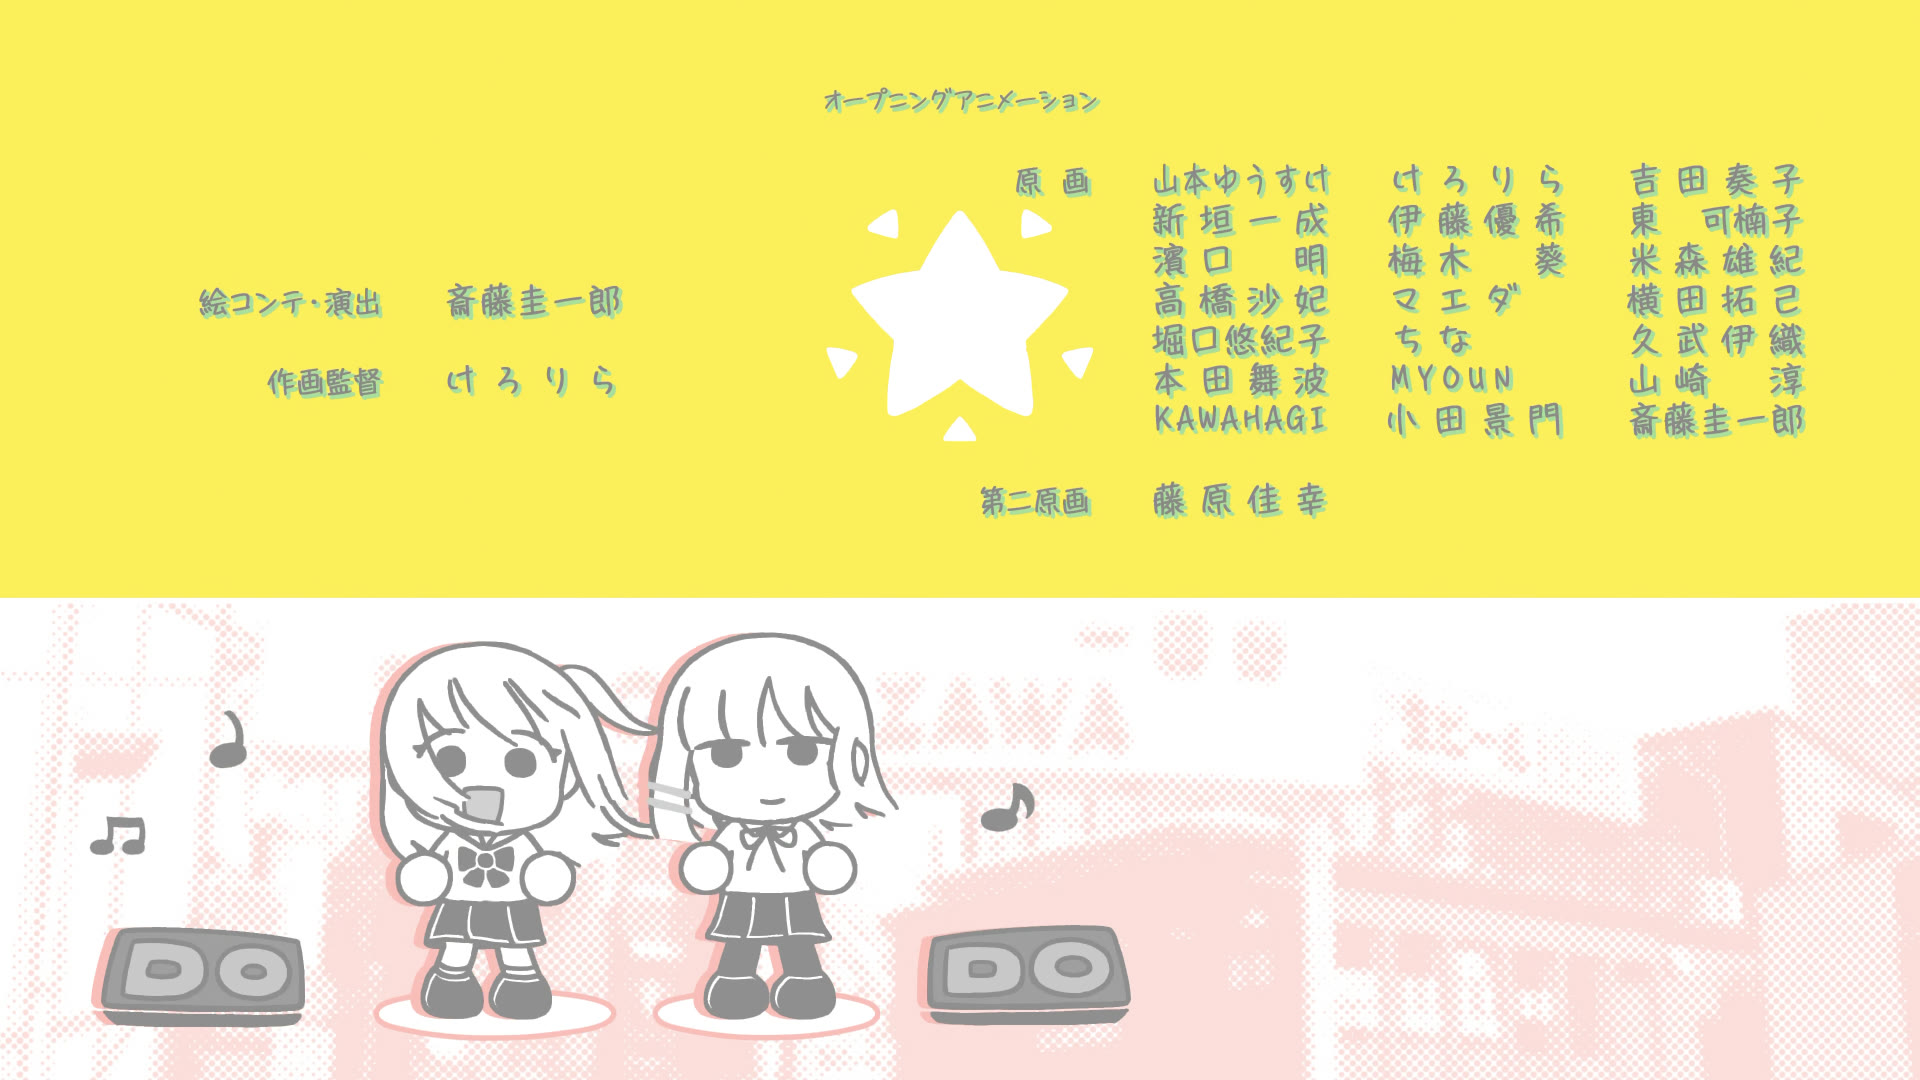 オープニングアニメーション
絵コンテ・演出 斎藤圭一郎
作画監督 けろりら
原画 山本ゆうすけ けろりら 吉田奏子
新垣一成 伊藤優希 東 可楠子
濱口 明 梅木 葵 米森雄紀
高橋沙妃 マエダ 横田拓己
堀口悠紀子 ちな 久武伊織
本田舞波 MYOUN 山崎 淳
KAWAHAGI 小田景門 斎藤圭一郎
第二原画 藤原佳幸
DO
DO